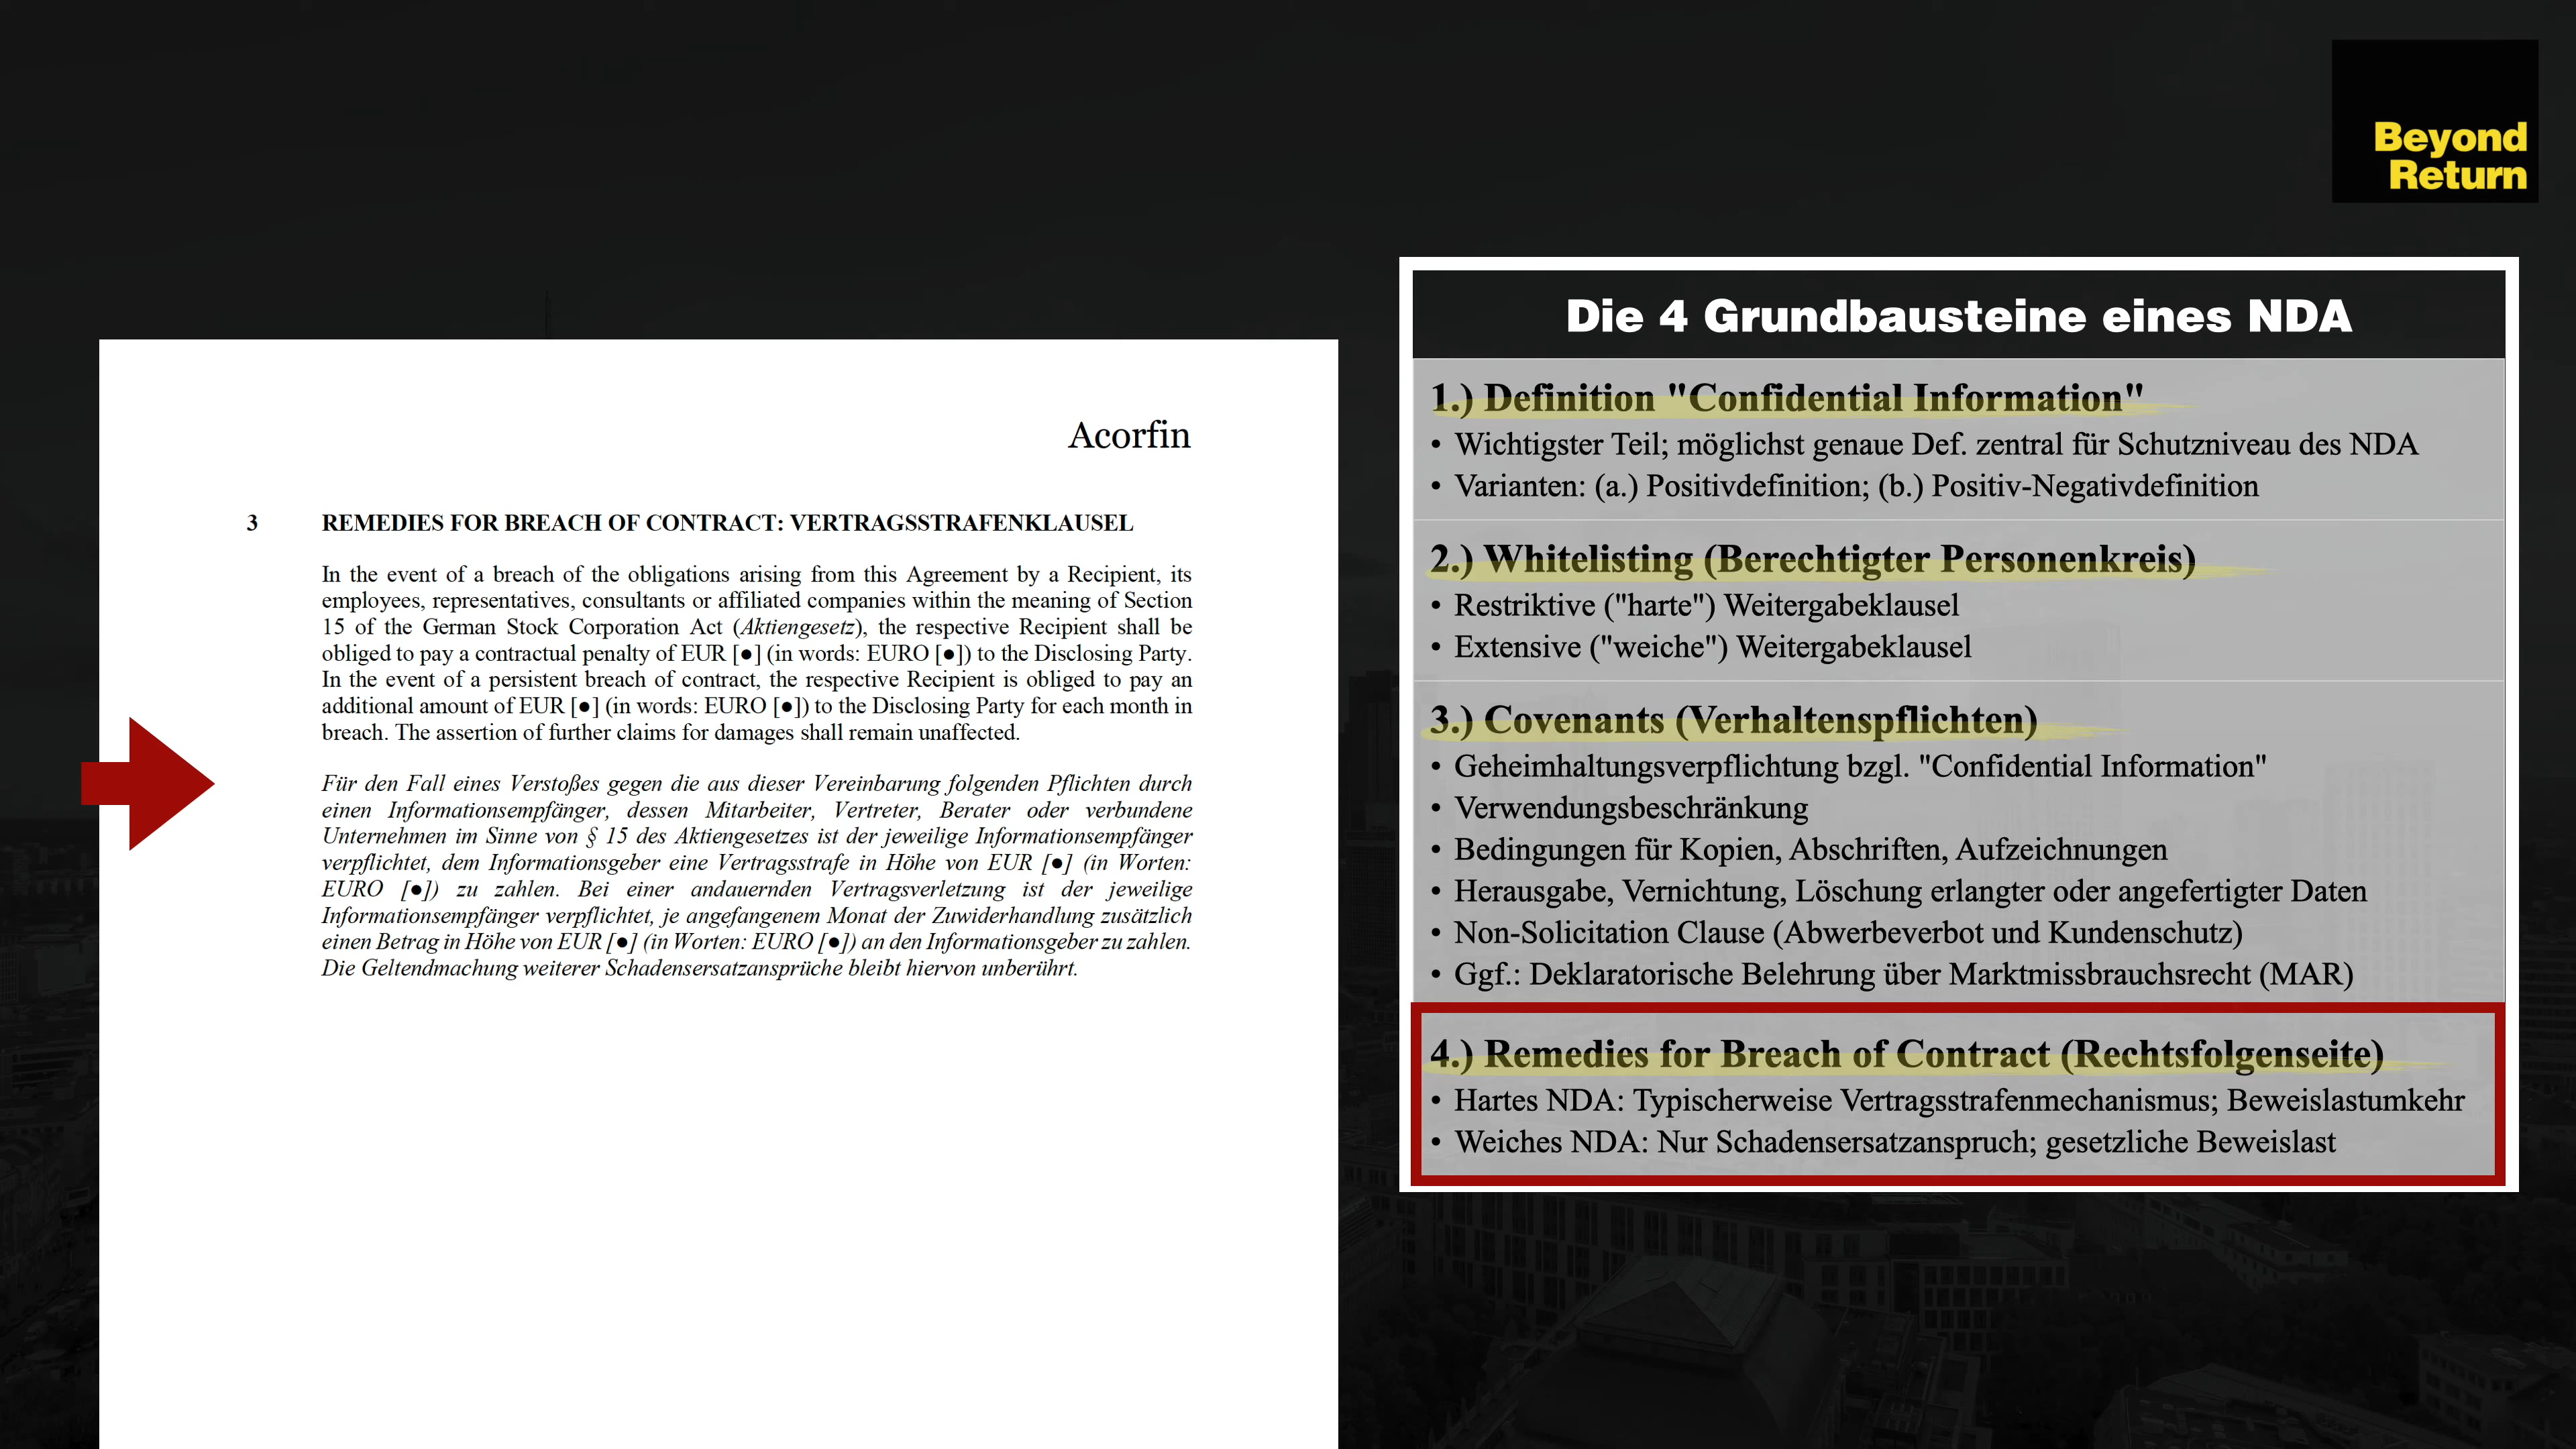 Beyond
Return
Acorfin
3 REMEDIES FOR BREACH OF CONTRACT: VERTRAGSSTRAFENKLAUSEL
In the event of a breach of the obligations arising from this Agreement by a Recipient, its
employees, representatives, consultants or affiliated companies within the meaning of Section
15 of the German Stock Corporation Act (Aktiengesetz), the respective Recipient shall be
obliged to pay a contractual penalty of EUR [●] (in words: EURO [●]) to the Disclosing Party.
In the event of a persistent breach of contract, the respective Recipient is obliged to pay an
additional amount of EUR [●] (in words: EURO [●]) to the Disclosing Party for each month in
breach. The assertion of further claims for damages shall remain unaffected.
Für den Fall eines Verstoßes gegen die aus dieser Vereinbarung folgenden Pflichten durch
einen Informationsempfänger, dessen Mitarbeiter, Vertreter, Berater oder verbundene
Unternehmen im Sinne von § 15 des Aktiengesetzes ist der jeweilige Informationsempfänger
verpflichtet, dem Informationsgeber eine Vertragsstrafe in Höhe von EUR [●] (in Worten:
EURO [●]) zu zahlen. Bei einer andauernden Vertragsverletzung ist der jeweilige
Informationsempfänger verpflichtet, je angefangenem Monat der Zuwiderhandlung zusätzlich
einen Betrag in Höhe von EUR [●] (in Worten: EURO [●]) an den Informationsgeber zu zahlen.
Die Geltendmachung weiterer Schadensersatzansprüche bleibt hiervon unberührt.
Die 4 Grundbausteine eines NDA
1.) Definition "Confidential Information"
• Wichtigster Teil; möglichst genaue Def. zentral für Schutzniveau des NDA
• Varianten: (a.) Positivdefinition; (b.) Positiv-Negativdefinition
2.) Whitelisting (Berechtigter Personenkreis)
• Restriktive ("harte") Weitergabeklausel
• Extensive ("weiche") Weitergabeklausel
3.) Covenants (Verhaltenspflichten)
• Geheimhaltungsverpflichtung bzgl. "Confidential Information"
• Verwendungsbeschränkung
• Bedingungen für Kopien, Abschriften, Aufzeichnungen
• Herausgabe, Vernichtung, Löschung erlangter oder angefertigter Daten
• Non-Solicitation Clause (Abwerbeverbot und Kundenschutz)
• Ggf.: Deklaratorische Belehrung über Marktmissbrauchsrecht (MAR)
4.) Remedies for Breach of Contract (Rechtsfolgenseite)
• Hartes NDA: Typischerweise Vertragsstrafenmechanismus; Beweislastumkehr
• Weiches NDA: Nur Schadensersatzanspruch; gesetzliche Beweislast